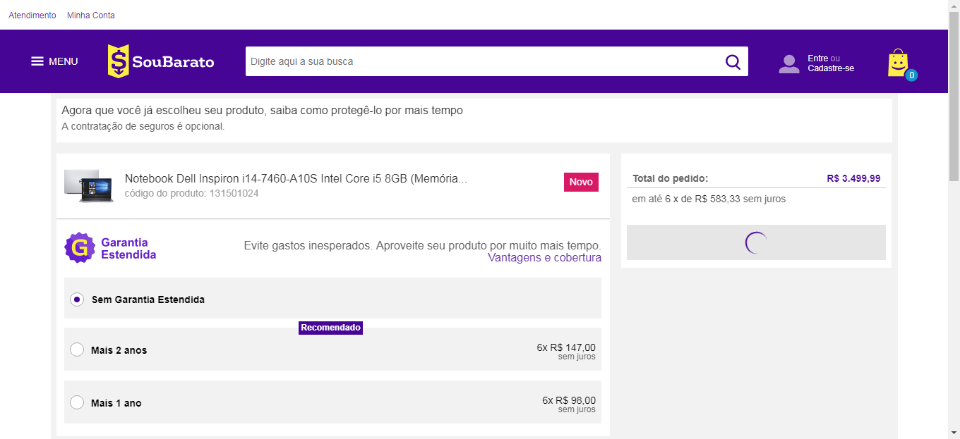 Atendimento Minha Conta
MENU
SouBarato
Digite aqui a sua busca
Entre ou
Cadastre-se
0
Agora que você já escolheu seu produto, saiba como protegê-lo por mais tempo
A contratação de seguros é opcional.
Notebook Dell Inspiron i14-7460-A10S Intel Core i5 8GB (Memória...
código do produto: 131501024
Novo
Total do pedido: R$ 3.499,99
em até 6 x de R$ 583,33 sem juros
Garantia
Estendida
Evite gastos inesperados. Aproveite seu produto por muito mais tempo.
Vantagens e cobertura
Sem Garantia Estendida
Recomendado
Mais 2 anos 6x R$ 147,00
sem juros
Mais 1 ano 6x R$ 98,00
sem juros